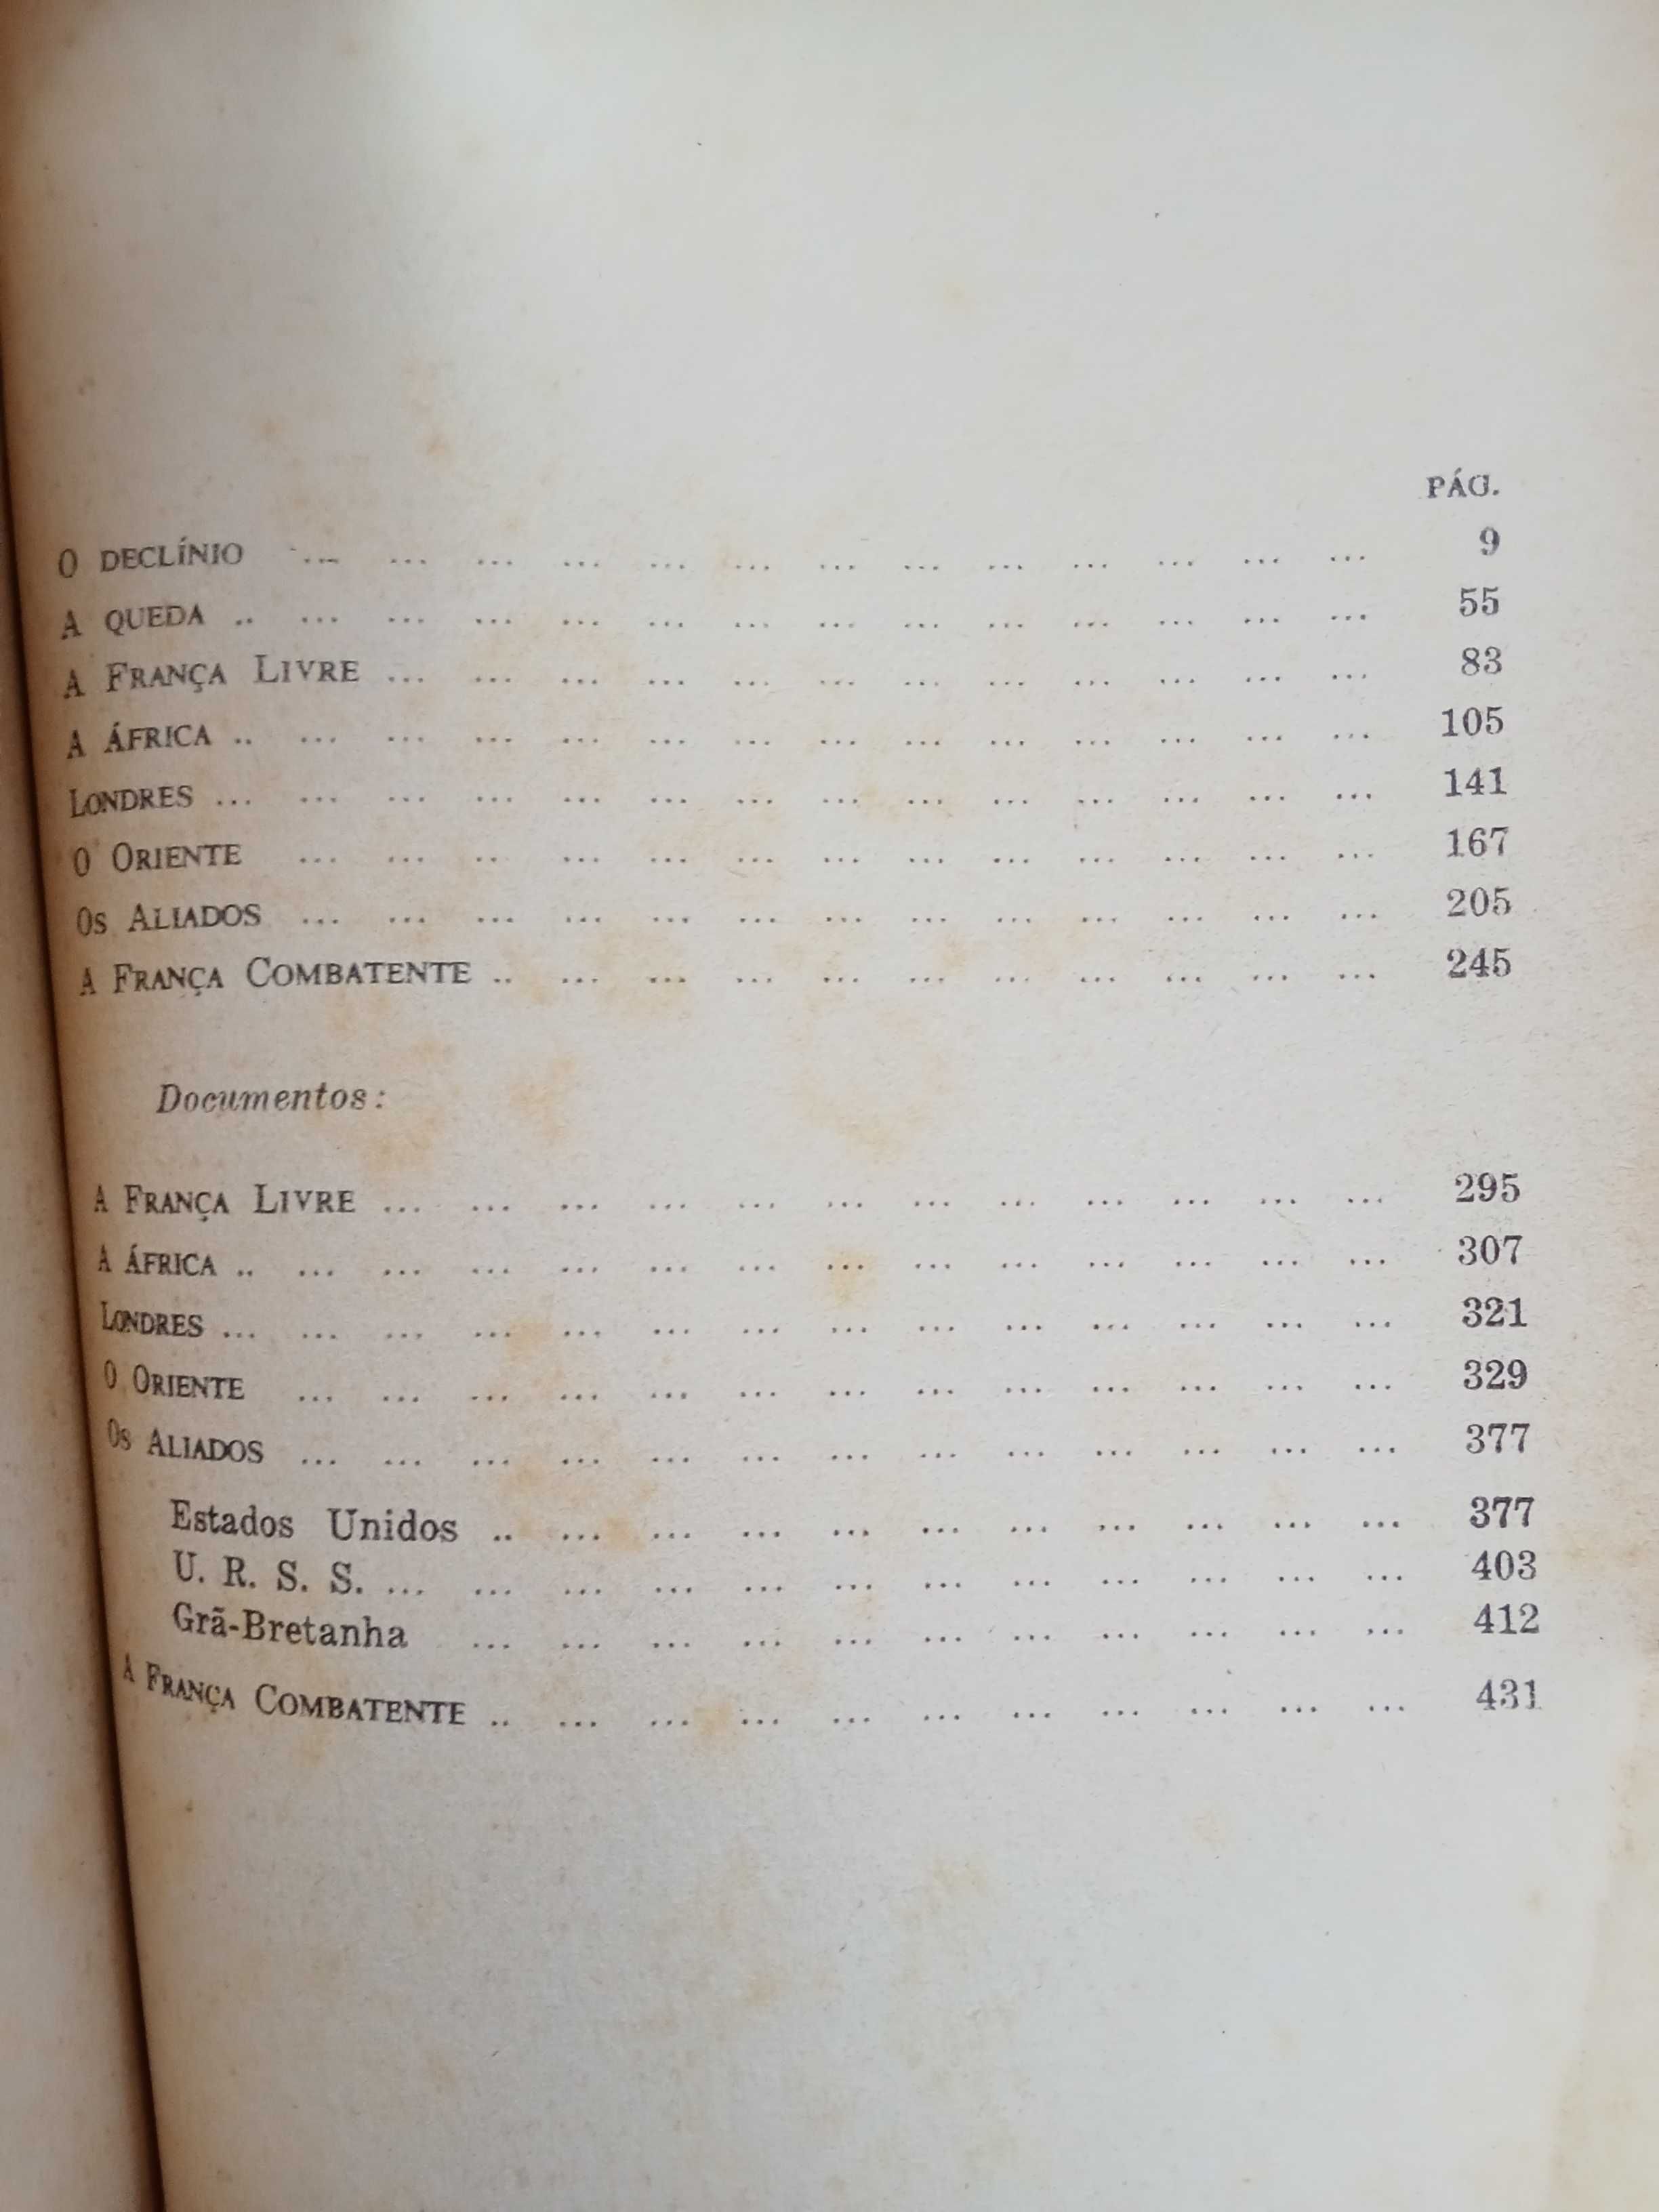 PÁG.
O DECLÍNIO ... ... ... ... ... ... ... ... ... ... ... ... ... 9
A QUEDA .. ... ... ... ... ... ... ... ... ... ... ... ... ... 55
A FRANÇA LIVRE ... ... ... ... ... ... ... ... ... ... ... ... 83
A ÁFRICA .. ... ... ... ... ... ... ... ... ... ... ... ... ... 105
LONDRES ... ... ... ... ... ... ... ... ... ... ... ... ... ... 141
O ORIENTE ... ... .. ... ... ... ... ... ... ... ... ... ... 167
OS ALIADOS ... ... ... ... ... ... ... ... ... ... ... ... ... 205
A FRANÇA COMBATENTE .. ... ... ... ... ... ... ... ... ... ... 245
Documentos:
A FRANÇA LIVRE ... ... ... ... ... ... ... ... ... ... ... ... 295
A ÁFRICA .. ... ... ... ... ... ... ... ... ... ... ... ... ... 307
LONDRES ... ... ... ... ... ... ... ... ... ... ... ... ... ... 321
O ORIENTE ... ... ... ... ... ... ... ... ... ... ... ... ... 329
OS ALIADOS ... ... ... ... ... ... ... ... ... ... ... ... ... 377
Estados Unidos .. ... ... ... ... ... ... ... ... ... ... 377
U. R. S. S. ... ... ... ... ... ... ... ... ... ... ... ... 403
Grã-Bretanha ... ... ... ... ... ... ... ... ... ... ... 412
A FRANÇA COMBATENTE .. ... ... ... ... ... ... ... ... ... ... 431